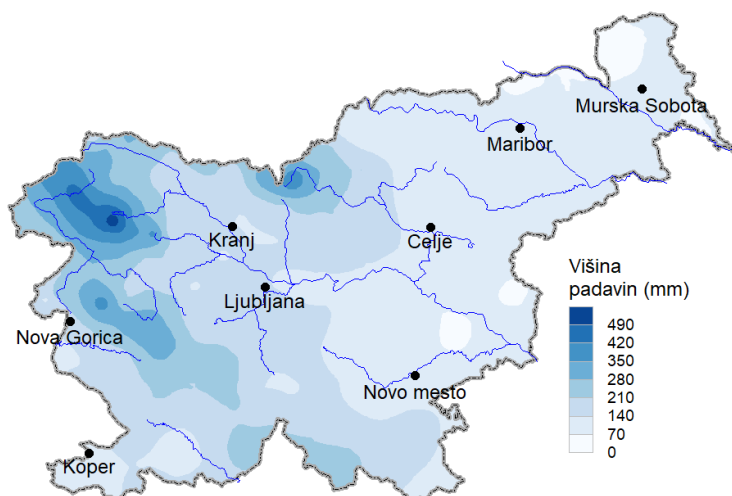 Murska Sobota
Maribor
Kranj
Celje
Ljubljana
Nova Gorica
Novo mesto
Koper
Višina
padavin (mm)
490
420
350
280
210
140
70
0